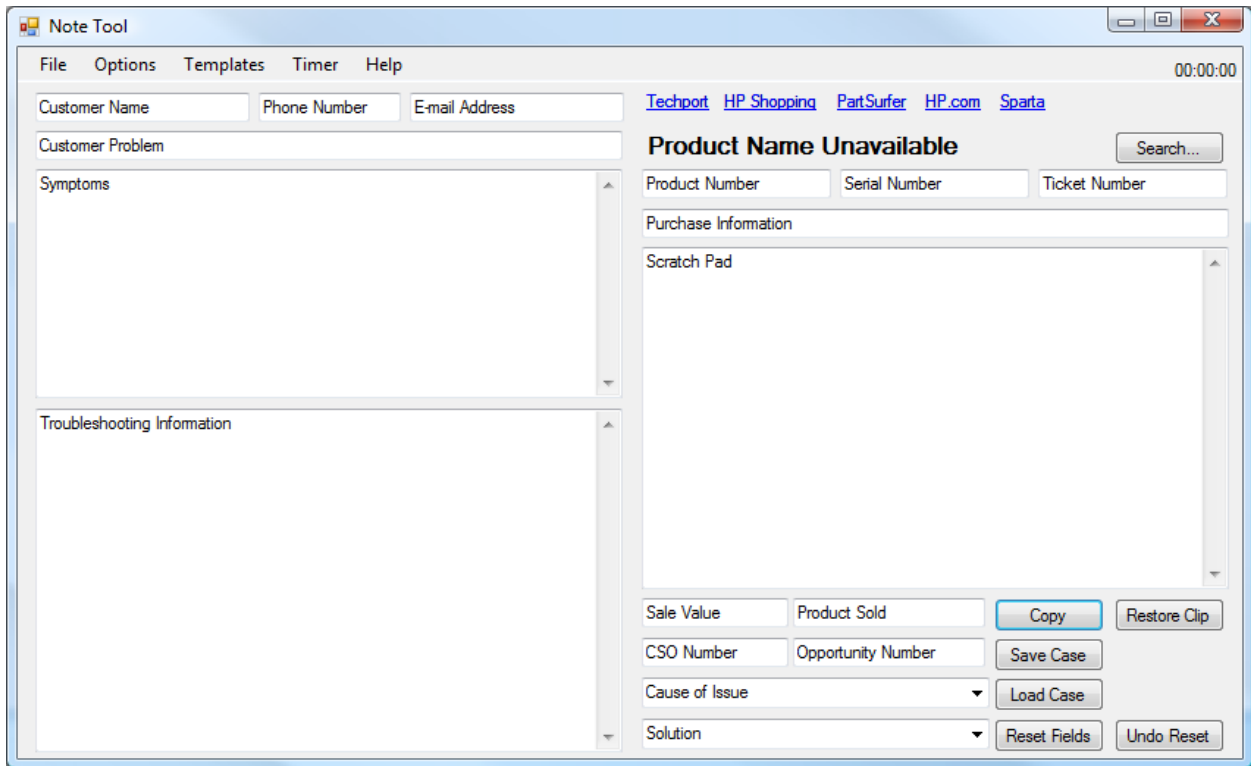 Note Tool
File Options Templates Timer Help
00:00:00
Customer Name Phone Number E-mail Address
Techport HP Shopping PartSurfer HP.com Sparta
Customer Problem
Product Name Unavailable Search...
Symptoms
Product Number Serial Number Ticket Number
Purchase Information
Scratch Pad
Troubleshooting Information
Sale Value Product Sold Copy Restore Clip
CSO Number Opportunity Number Save Case
Cause of Issue Load Case
Solution Reset Fields Undo Reset